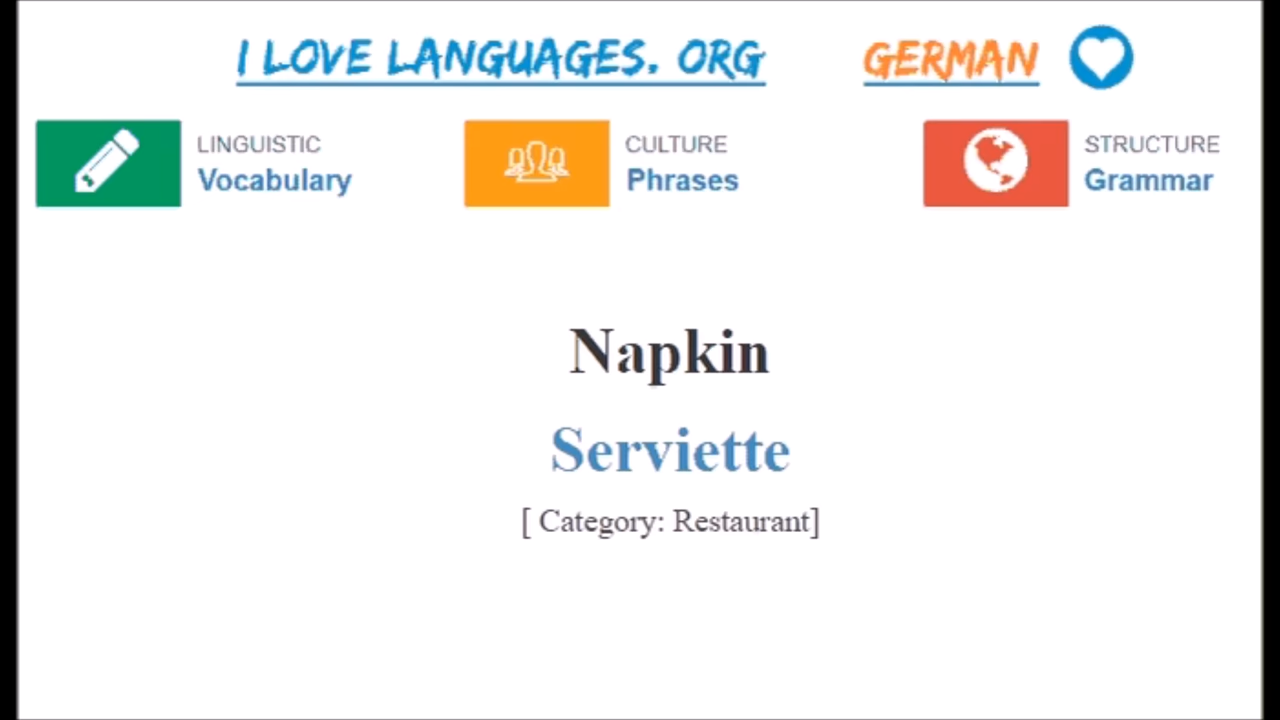 I LOVE LANGUAGES. ORG GERMAN
LINGUISTIC CULTURE STRUCTURE
Vocabulary Phrases Grammar
Napkin
Serviette
[ Category: Restaurant]